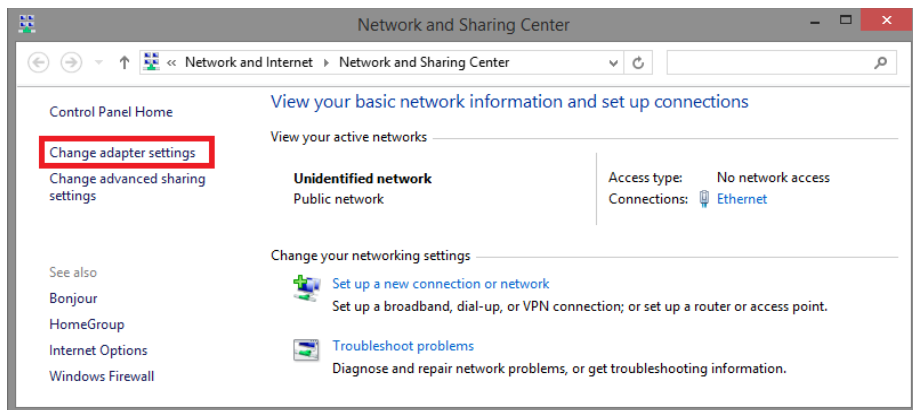 Network and Sharing Center
« Network and Internet Network and Sharing Center
Control Panel Home
Change adapter settings
Change advanced sharing
settings
See also
Bonjour
HomeGroup
Internet Options
Windows Firewall
View your basic network information and set up connections
View your active networks
Unidentified network
Public network
Access type: No network access
Connections: Ethernet
Change your networking settings
Set up a new connection or network
Set up a broadband, dial-up, or VPN connection; or set up a router or access point.
Troubleshoot problems
Diagnose and repair network problems, or get troubleshooting information.